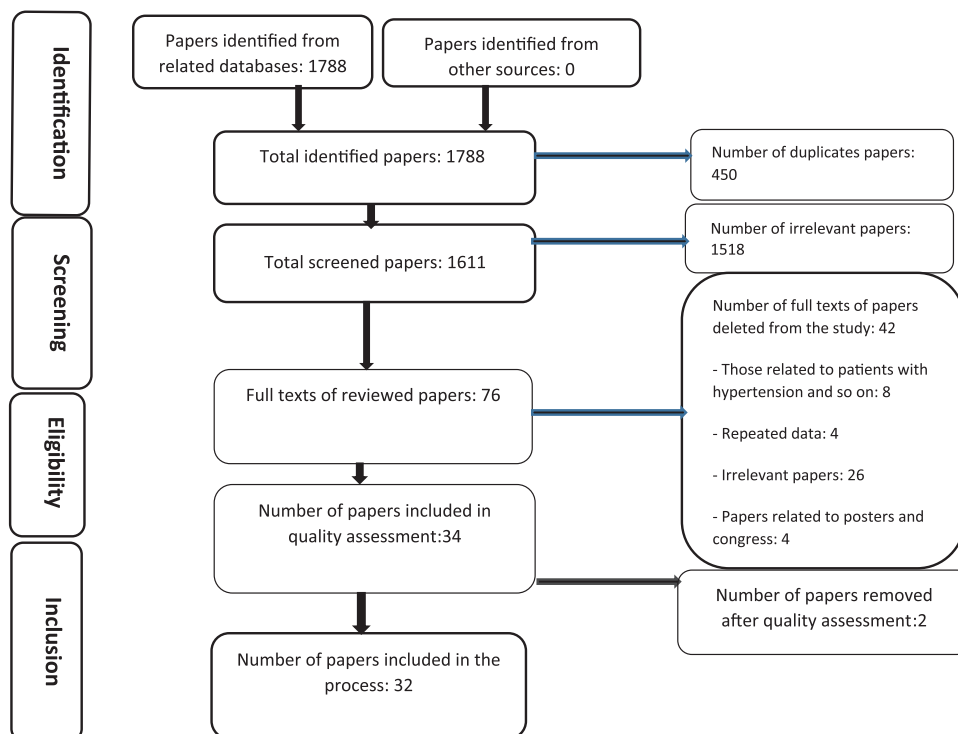 Identification
Papers identified from
related databases: 1788
Papers identified from
other sources: 0
Total identified papers: 1788
Number of duplicates papers:
450
Screening
Total screened papers: 1611
Number of irrelevant papers:
1518
Eligibility
Full texts of reviewed papers: 76
Number of full texts of papers
deleted from the study: 42
- Those related to patients with
hypertension and so on: 8
- Repeated data: 4
- Irrelevant papers: 26
- Papers related to posters and
congress: 4
Number of papers included in
quality assessment:34
Inclusion
Number of papers removed
after quality assessment:2
Number of papers included in the
process: 32